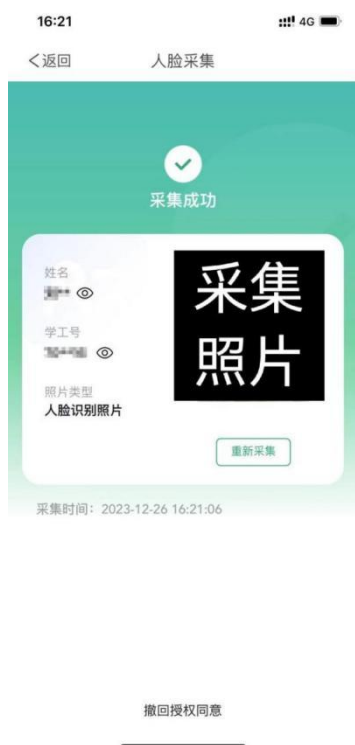 16:21
4G
返回
人脸采集
采集成功
姓名
学工号
照片类型
人脸识别照片
采集
照片
重新采集
采集时间：2023-12-26 16:21:06
撤回授权同意